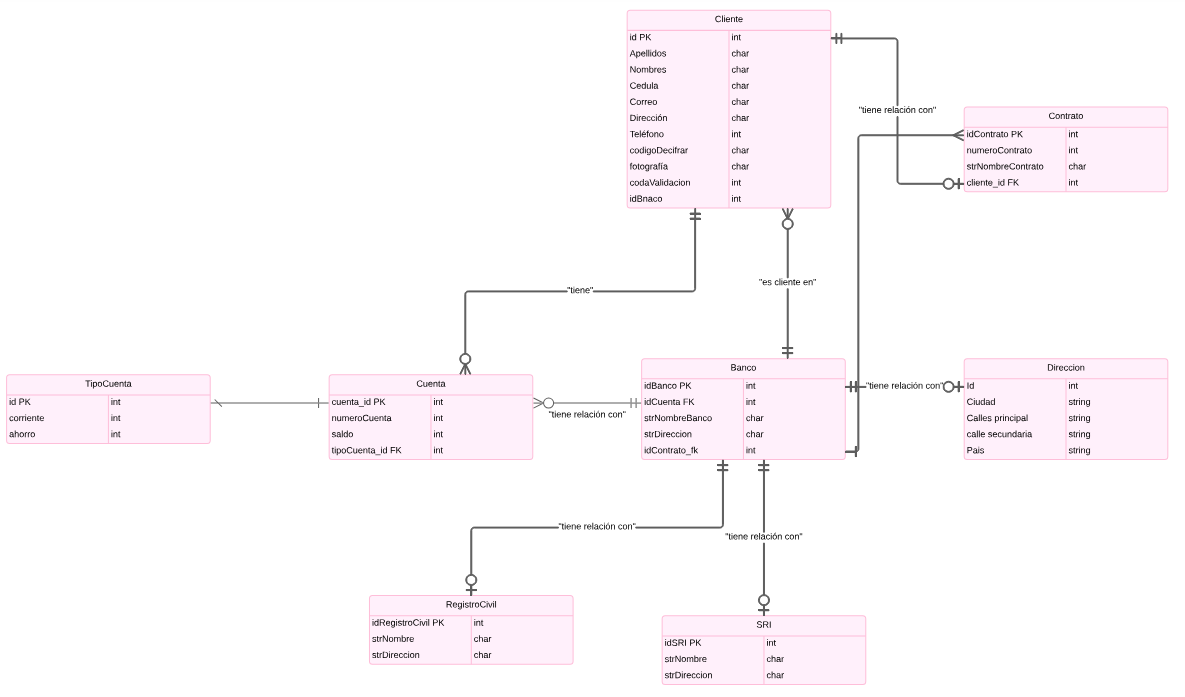 Cliente
id PK int
Apellidos char
Nombres char
Cedula char
Correo char
Dirección char
Teléfono int
codigoDecifrar char
fotografía char
codaValidacion int
idBnaco int
"tiene relación con"
Contrato
idContrato PK int
numeroContrato int
strNombreContrato char
cliente_id FK int
"tiene"
"es cliente en"
TipoCuenta
id PK int
corriente int
ahorro int
Cuenta
cuenta_id PK int
numeroCuenta int
saldo int
tipoCuenta_id FK int
"tiene relación con"
Banco
idBanco PK int
idCuenta FK int
strNombreBanco char
strDireccion char
idContrato_fk int
"tiene relación con"
Direccion
Id int
Ciudad string
Calles principal string
calle secundaria string
Pais string
"tiene relación con"
"tiene relación con"
RegistroCivil
idRegistroCivil PK int
strNombre char
strDireccion char
SRI
idSRI PK int
strNombre char
strDireccion char